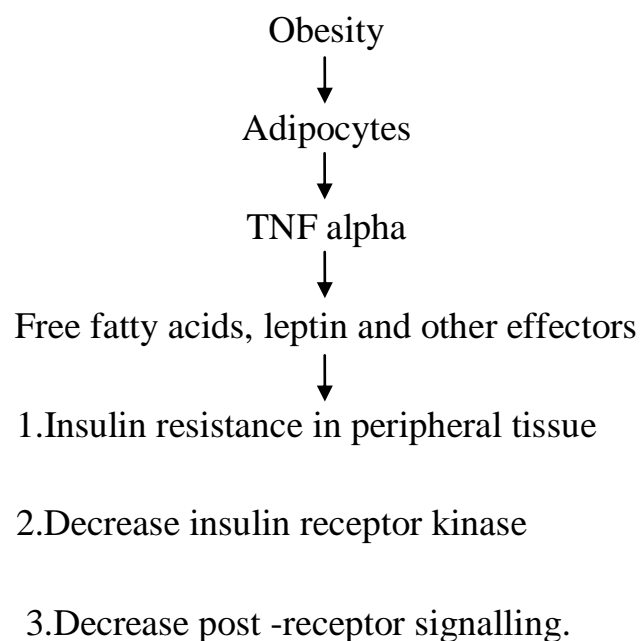 Obesity
Adipocytes
TNF alpha
Free fatty acids, leptin and other effectors
1.Insulin resistance in peripheral tissue
2.Decrease insulin receptor kinase
3.Decrease post -receptor signalling.